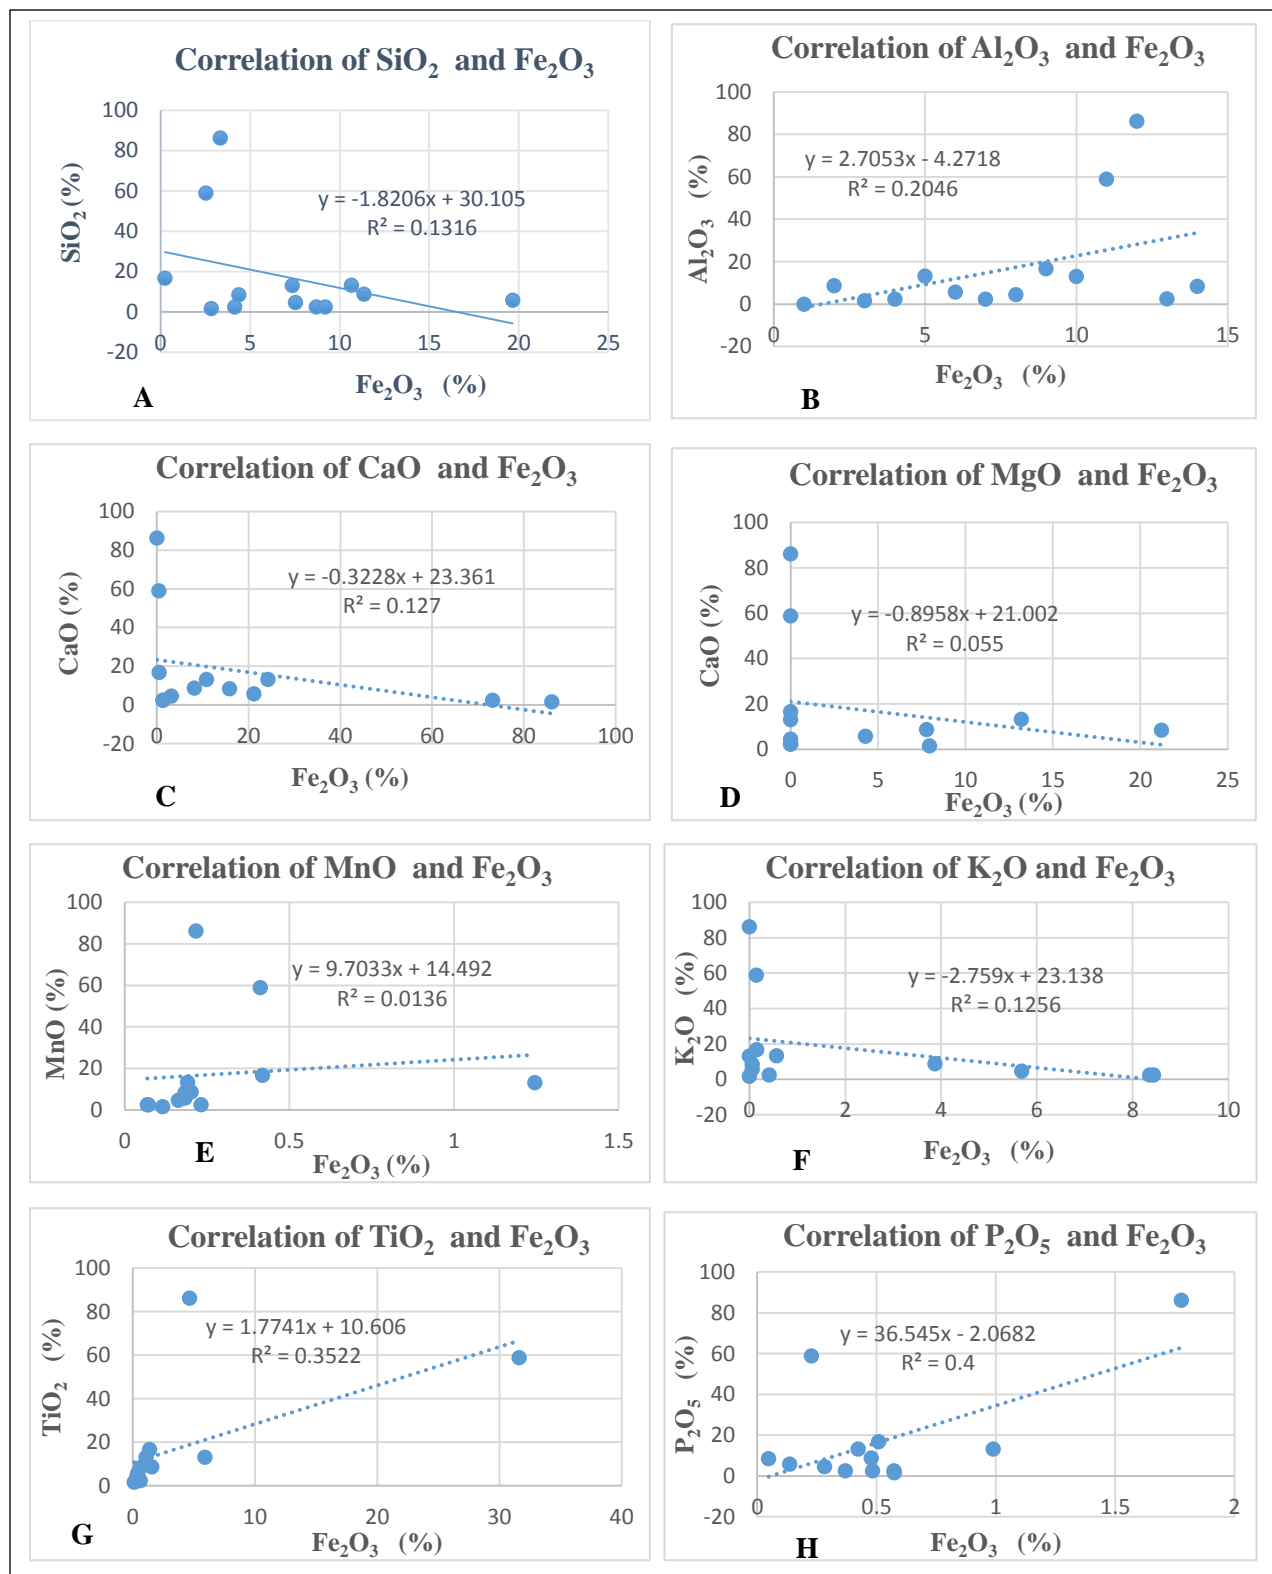 Correlation of SiO₂ and Fe₂O₃
100
80
60
40
20
0
-20
0 5 10 15 20 25
SiO₂ (%)
y = -1.8206x + 30.105
R² = 0.1316
Fe₂O₃ (%)
A
Correlation of Al₂O₃ and Fe₂O₃
100
80
60
40
20
0
-20
0 5 10 15
Al₂O₃ (%)
y = 2.7053x - 4.2718
R² = 0.2046
Fe₂O₃ (%)
B
Correlation of CaO and Fe₂O₃
100
80
60
40
20
0
-20
0 20 40 60 80 100
CaO (%)
y = -0.3228x + 23.361
R² = 0.127
Fe₂O₃ (%)
C
Correlation of MgO and Fe₂O₃
100
80
60
40
20
0
0 5 10 15 20 25
CaO (%)
y = -0.8958x + 21.002
R² = 0.055
Fe₂O₃ (%)
D
Correlation of MnO and Fe₂O₃
100
80
60
40
20
0
0 0.5 1 1.5
MnO (%)
y = 9.7033x + 14.492
R² = 0.0136
Fe₂O₃ (%)
E
Correlation of K₂O and Fe₂O₃
100
80
60
40
20
0
-20
0 2 4 6 8 10
K₂O (%)
y = -2.759x + 23.138
R² = 0.1256
Fe₂O₃ (%)
F
Correlation of TiO₂ and Fe₂O₃
100
80
60
40
20
0
0 10 20 30 40
TiO₂ (%)
y = 1.7741x + 10.606
R² = 0.3522
Fe₂O₃ (%)
G
Correlation of P₂O₅ and Fe₂O₃
100
80
60
40
20
0
-20
0 0.5 1 1.5 2
P₂O₅ (%)
y = 36.545x - 2.0682
R² = 0.4
Fe₂O₃ (%)
H